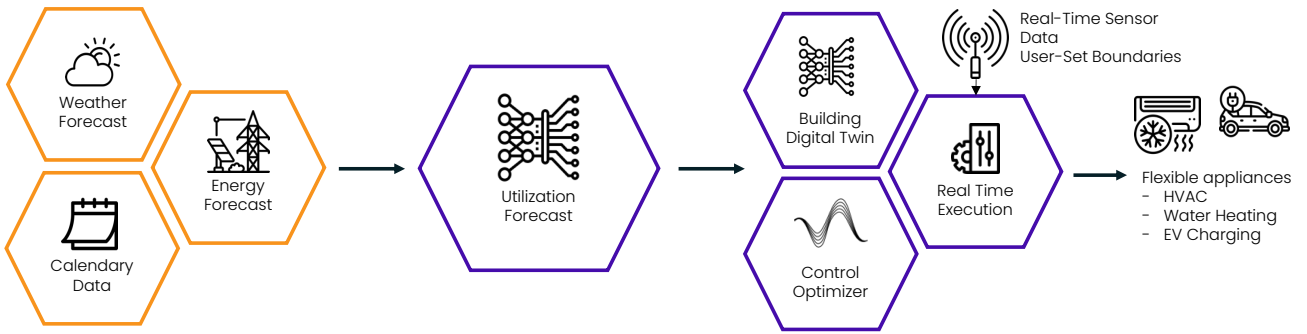 Weather
Forecast
Energy
Forecast
Calendary
Data
Utilization
Forecast
Building
Digital Twin
Control
Optimizer
Real-Time Sensor
Data
User-Set Boundaries
Real Time
Execution
Flexible appliances
- HVAC
- Water Heating
- EV Charging